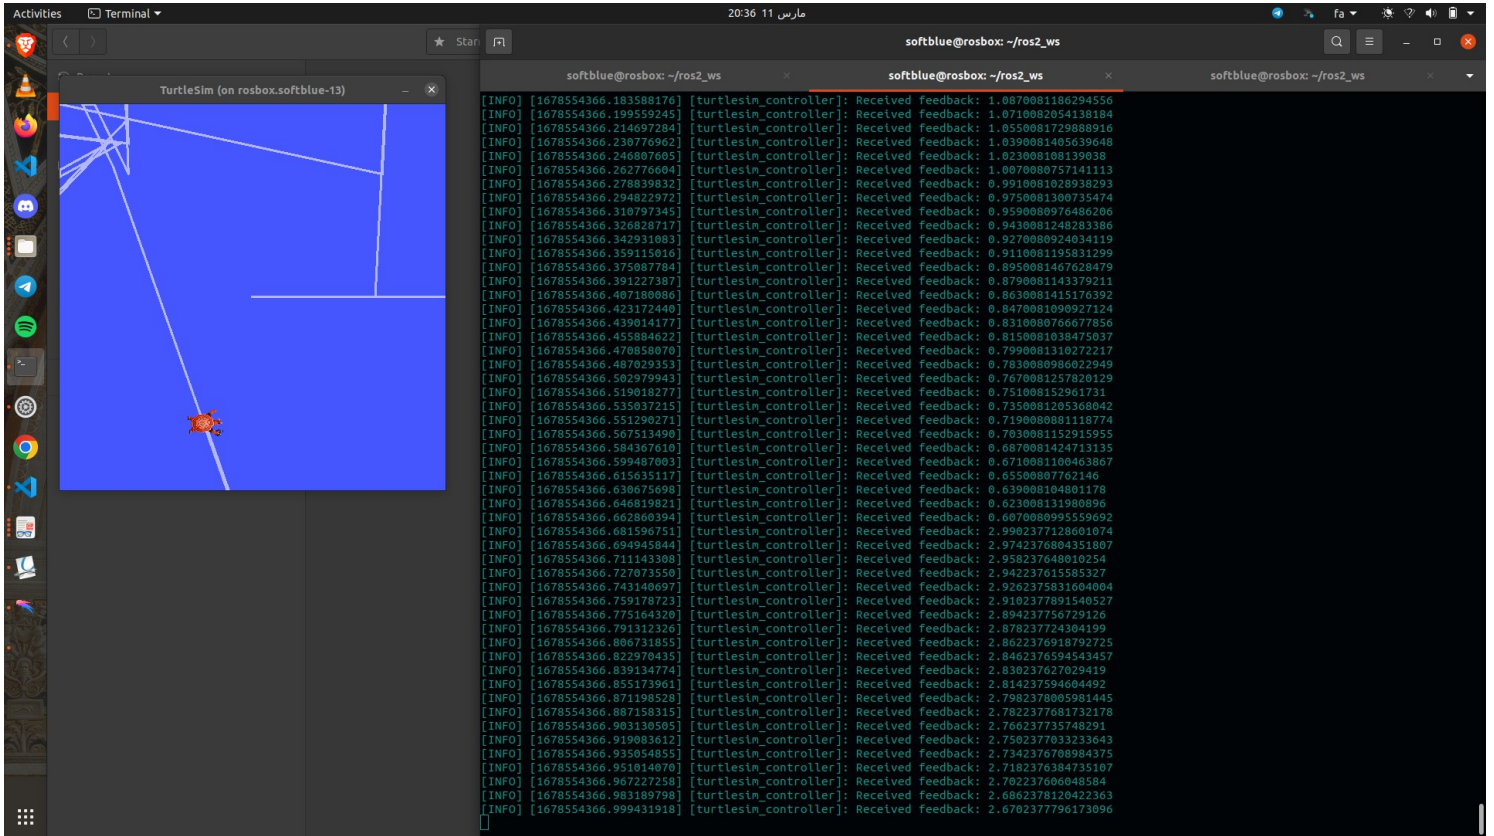 Activities
Terminal
20:36 11 مارس
fa
Star
softblue@rosbox: ~/ros2_ws
softblue@rosbox: ~/ros2_ws
softblue@rosbox: ~/ros2_ws
softblue@rosbox: ~/ros2_ws
TurtleSim (on rosbox.softblue-13)
[INFO] [1678554366.183588176] [turtlesim_controller]: Received feedback: 1.0870081186294556
[INFO] [1678554366.199559245] [turtlesim_controller]: Received feedback: 1.0710082054138184
[INFO] [1678554366.214697284] [turtlesim_controller]: Received feedback: 1.0550081729888916
[INFO] [1678554366.230776962] [turtlesim_controller]: Received feedback: 1.0390081405639648
[INFO] [1678554366.246807605] [turtlesim_controller]: Received feedback: 1.023008108139038
[INFO] [1678554366.262776604] [turtlesim_controller]: Received feedback: 1.0070080757141113
[INFO] [1678554366.278839832] [turtlesim_controller]: Received feedback: 0.9910081028938293
[INFO] [1678554366.294822972] [turtlesim_controller]: Received feedback: 0.9750081300735474
[INFO] [1678554366.310797345] [turtlesim_controller]: Received feedback: 0.9590080976486206
[INFO] [1678554366.326828717] [turtlesim_controller]: Received feedback: 0.9430081248283386
[INFO] [1678554366.342931083] [turtlesim_controller]: Received feedback: 0.9270080924034119
[INFO] [1678554366.359115016] [turtlesim_controller]: Received feedback: 0.9110081195831299
[INFO] [1678554366.375087784] [turtlesim_controller]: Received feedback: 0.8950081467628479
[INFO] [1678554366.391227387] [turtlesim_controller]: Received feedback: 0.8790081143379211
[INFO] [1678554366.407180086] [turtlesim_controller]: Received feedback: 0.8630081415176392
[INFO] [1678554366.423172440] [turtlesim_controller]: Received feedback: 0.8470081090927124
[INFO] [1678554366.439014177] [turtlesim_controller]: Received feedback: 0.8310080766677856
[INFO] [1678554366.455884622] [turtlesim_controller]: Received feedback: 0.8150081038475037
[INFO] [1678554366.470858070] [turtlesim_controller]: Received feedback: 0.7990081310272217
[INFO] [1678554366.487029353] [turtlesim_controller]: Received feedback: 0.7830080986022949
[INFO] [1678554366.502979943] [turtlesim_controller]: Received feedback: 0.7670081257820129
[INFO] [1678554366.519018277] [turtlesim_controller]: Received feedback: 0.751008152961731
[INFO] [1678554366.535037215] [turtlesim_controller]: Received feedback: 0.7350081205368042
[INFO] [1678554366.551290271] [turtlesim_controller]: Received feedback: 0.7190080881118774
[INFO] [1678554366.567513490] [turtlesim_controller]: Received feedback: 0.7030081152915955
[INFO] [1678554366.584367610] [turtlesim_controller]: Received feedback: 0.6870081424713135
[INFO] [1678554366.599487003] [turtlesim_controller]: Received feedback: 0.6710081100463867
[INFO] [1678554366.615635117] [turtlesim_controller]: Received feedback: 0.65500807762146
[INFO] [1678554366.630675698] [turtlesim_controller]: Received feedback: 0.639008104801178
[INFO] [1678554366.646819821] [turtlesim_controller]: Received feedback: 0.623008131980896
[INFO] [1678554366.662860394] [turtlesim_controller]: Received feedback: 0.6070080995559692
[INFO] [1678554366.681596751] [turtlesim_controller]: Received feedback: 2.9902377128601074
[INFO] [1678554366.694945844] [turtlesim_controller]: Received feedback: 2.9742376804351807
[INFO] [1678554366.711143308] [turtlesim_controller]: Received feedback: 2.958237648010254
[INFO] [1678554366.727073550] [turtlesim_controller]: Received feedback: 2.942237615585327
[INFO] [1678554366.743140697] [turtlesim_controller]: Received feedback: 2.9262375831604004
[INFO] [1678554366.759178723] [turtlesim_controller]: Received feedback: 2.9102377891540527
[INFO] [1678554366.775164320] [turtlesim_controller]: Received feedback: 2.894237756729126
[INFO] [1678554366.791312326] [turtlesim_controller]: Received feedback: 2.878237724304199
[INFO] [1678554366.806731855] [turtlesim_controller]: Received feedback: 2.8622376918792725
[INFO] [1678554366.822970435] [turtlesim_controller]: Received feedback: 2.8462376594543457
[INFO] [1678554366.839134774] [turtlesim_controller]: Received feedback: 2.830237627029419
[INFO] [1678554366.855173961] [turtlesim_controller]: Received feedback: 2.814237594604492
[INFO] [1678554366.871198528] [turtlesim_controller]: Received feedback: 2.7982378005981445
[INFO] [1678554366.887158315] [turtlesim_controller]: Received feedback: 2.7822377681732178
[INFO] [1678554366.903130505] [turtlesim_controller]: Received feedback: 2.766237735748291
[INFO] [1678554366.919083612] [turtlesim_controller]: Received feedback: 2.7502377033233643
[INFO] [1678554366.935054855] [turtlesim_controller]: Received feedback: 2.7342376708984375
[INFO] [1678554366.951014070] [turtlesim_controller]: Received feedback: 2.7182376384735107
[INFO] [1678554366.967227258] [turtlesim_controller]: Received feedback: 2.702237606048584
[INFO] [1678554366.983189798] [turtlesim_controller]: Received feedback: 2.6862378120422363
[INFO] [1678554366.999431918] [turtlesim_controller]: Received feedback: 2.6702377796173096